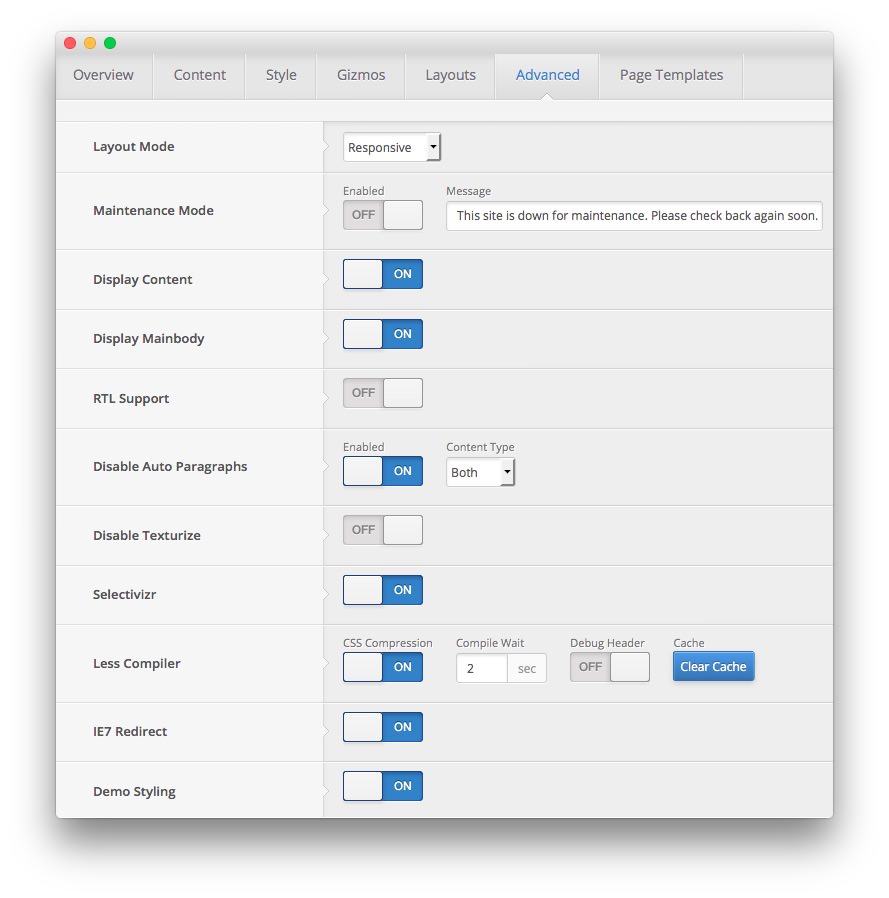 Overview Content Style Gizmos Layouts Advanced Page Templates
Layout Mode Responsive
Enabled Message
Maintenance Mode OFF This site is down for maintenance. Please check back again soon.
Display Content ON
Display Mainbody ON
RTL Support OFF
Enabled Content Type
Disable Auto Paragraphs ON Both
Disable Texturize OFF
Selectivizr ON
CSS Compression Compile Wait Debug Header Cache
Less Compiler ON 2 sec OFF Clear Cache
IE7 Redirect ON
Demo Styling ON